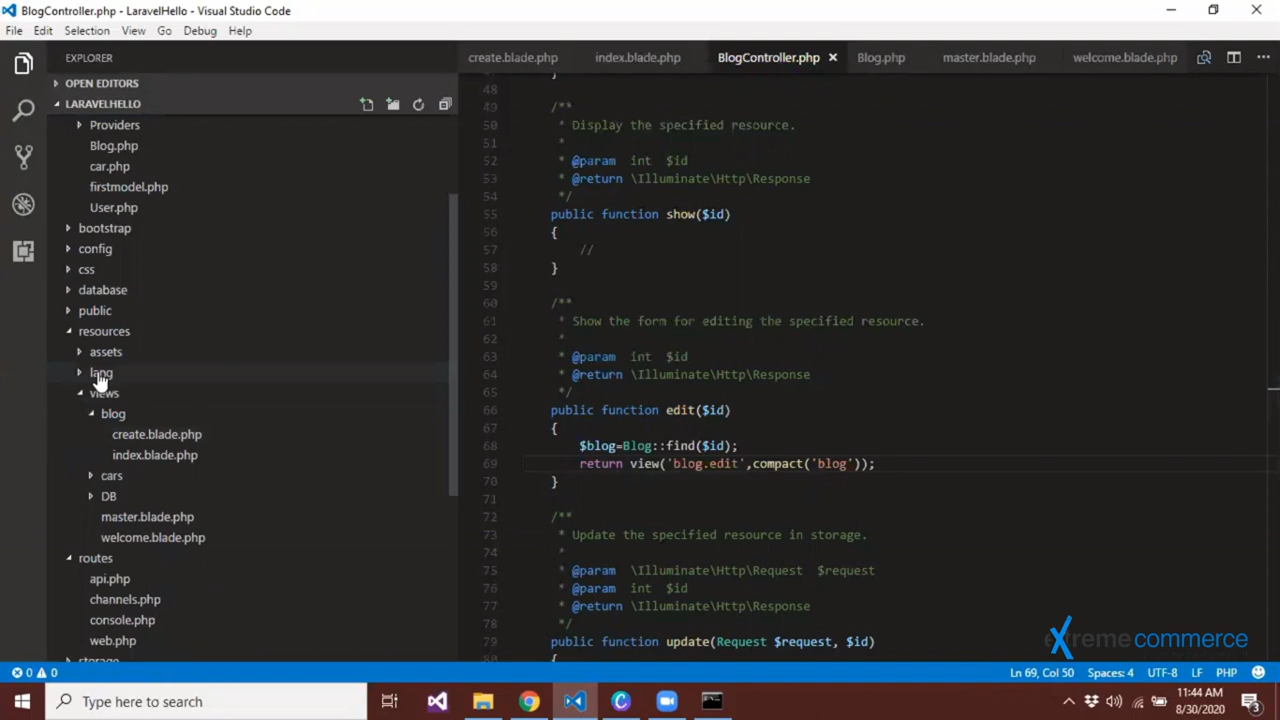 BlogController.php - LaravelHello - Visual Studio Code
File Edit Selection View Go Debug Help
EXPLORER
OPEN EDITORS
LARAVELHELLO
Providers
Blog.php
car.php
firstmodel.php
User.php
bootstrap
config
css
database
public
resources
assets
lang
views
blog
create.blade.php
index.blade.php
cars
DB
master.blade.php
welcome.blade.php
routes
api.php
channels.php
console.php
web.php
create.blade.php index.blade.php BlogController.php Blog.php master.blade.php welcome.blade.php
}
48
49 /**
50 * Display the specified resource.
51 *
52 * @param int $id
53 * @return \Illuminate\Http\Response
54 */
55 public function show($id)
56 {
57 //
58 }
59
60 /**
61 * Show the form for editing the specified resource.
62 *
63 * @param int $id
64 * @return \Illuminate\Http\Response
65 */
66 public function edit($id)
67 {
68 $blog=Blog::find($id);
69 return view('blog.edit',compact('blog'));
70 }
71
72 /**
73 * Update the specified resource in storage.
74 *
75 * @param \Illuminate\Http\Request $request
76 * @param int $id
77 * @return \Illuminate\Http\Response
78 */
79 public function update(Request $request, $id)
80 {
extreme commerce
0 0 Ln 69, Col 50 Spaces: 4 UTF-8 LF PHP
Type here to search
11:44 AM
8/30/2020
3